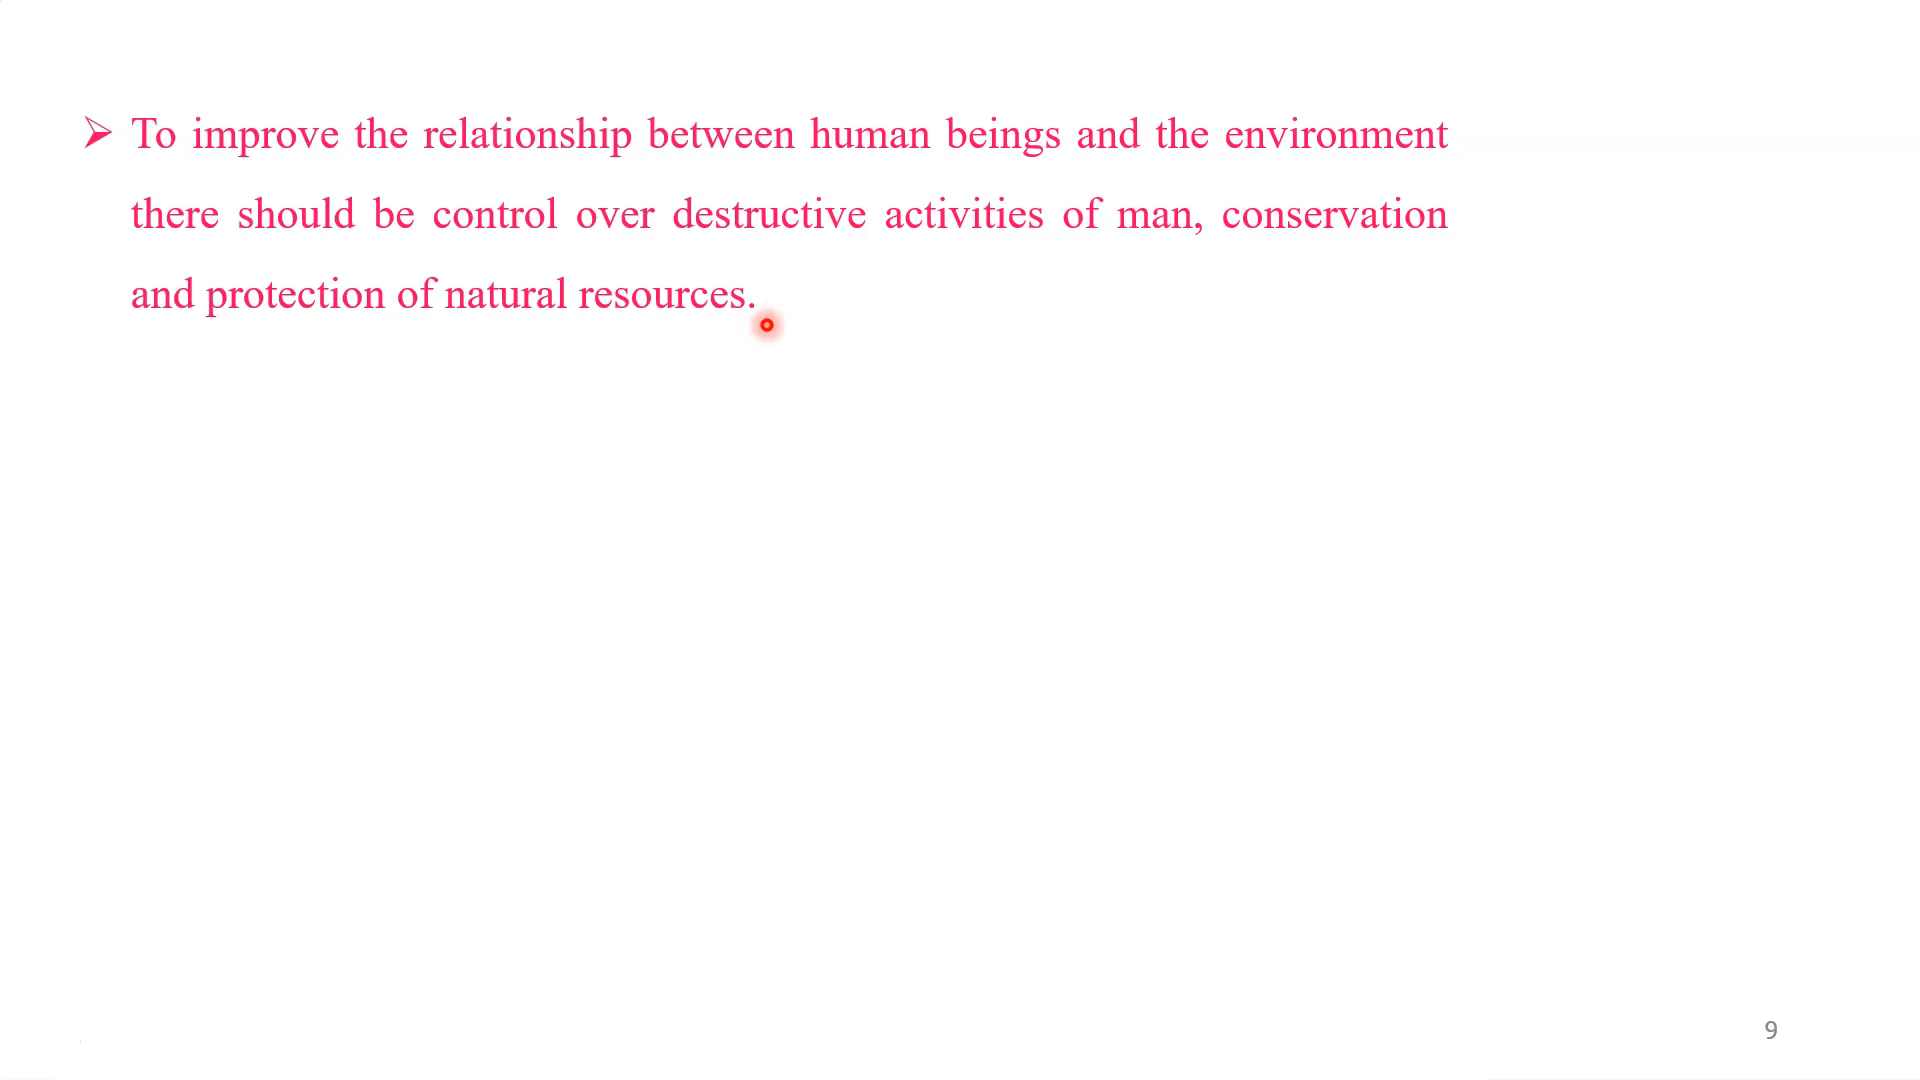 ➢ To improve the relationship between human beings and the environment
there should be control over destructive activities of man, conservation
and protection of natural resources.
9